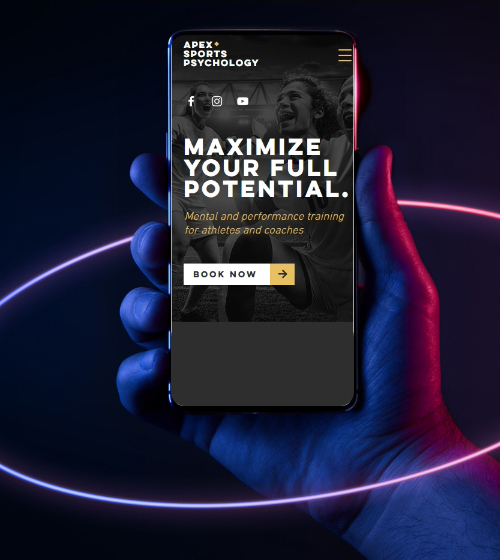 APEX+
SPORTS
PSYCHOLOGY
MAXIMIZE
YOUR FULL
POTENTIAL.
Mental and performance training
for athletes and coaches
BOOK NOW